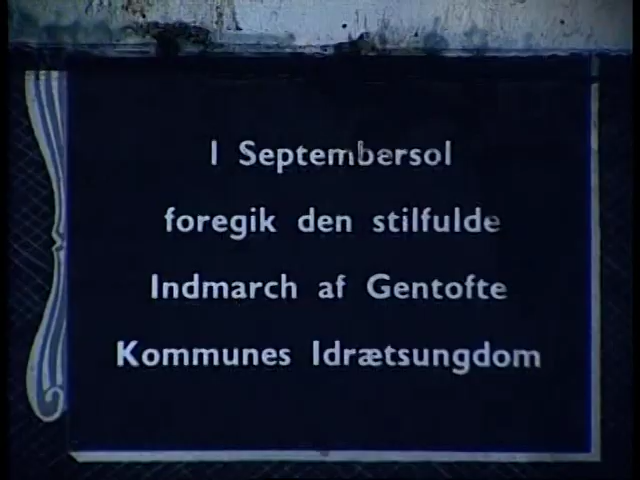 I Septembersol
foregik den stilfulde
Indmarch af Gentofte
Kommunes Idrætsungdom